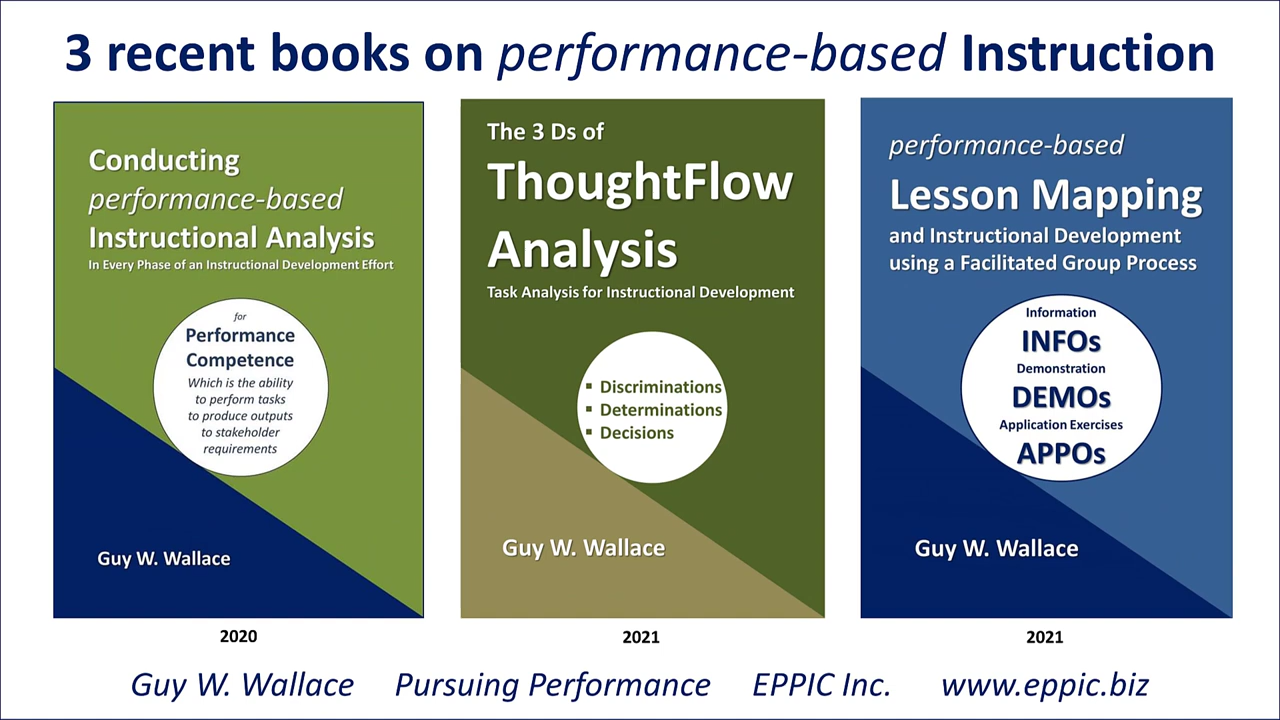 3 recent books on performance-based Instruction
Conducting
performance-based
Instructional Analysis
In Every Phase of an Instructional Development Effort
for
Performance
Competence
Which is the ability
to perform tasks
to produce outputs
to stakeholder
requirements
Guy W. Wallace
2020
The 3 Ds of
ThoughtFlow
Analysis
Task Analysis for Instructional Development
▪ Discriminations
▪ Determinations
▪ Decisions
Guy W. Wallace
2021
performance-based
Lesson Mapping
and Instructional Development
using a Facilitated Group Process
Information
INFOs
Demonstration
DEMOs
Application Exercises
APPOs
Guy W. Wallace
2021
Guy W. Wallace Pursuing Performance EPPIC Inc. www.eppic.biz